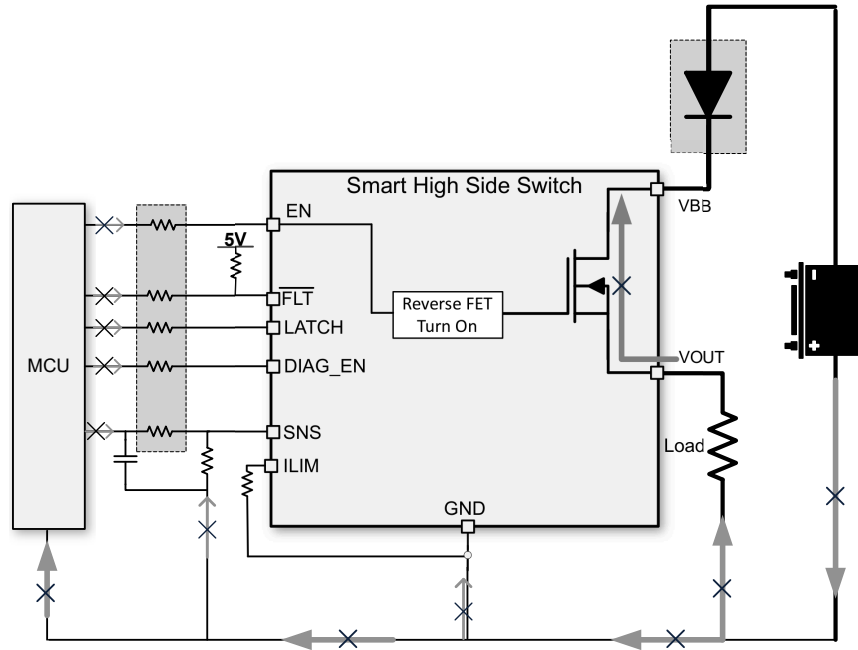 Smart High Side Switch
VBB
EN
5V
FLT
Reverse FET
Turn On
LATCH
VOUT
MCU
DIAG_EN
SNS
Load
ILIM
GND
-
+